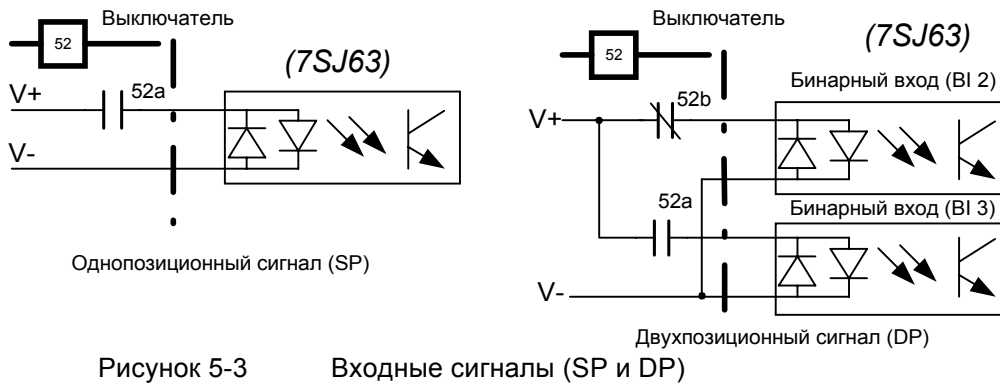 Выключатель
52
(7SJ63)
V+
52a
V-
Однопозиционный сигнал (SP)
Выключатель
52
(7SJ63)
Бинарный вход (BI 2)
52b
V+
Бинарный вход (BI 3)
52a
V-
Двухпозиционный сигнал (DP)
Рисунок 5-3 Входные сигналы (SP и DP)